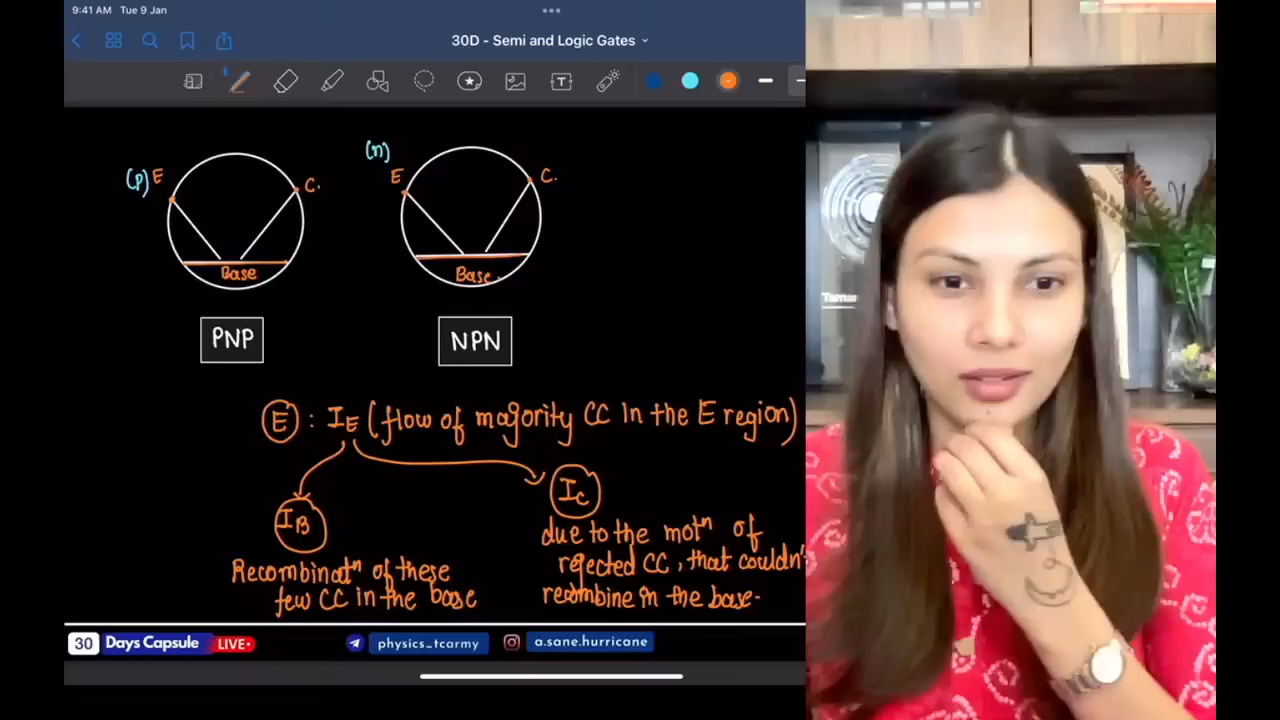 9:41 AM Tue 9 Jan
30D - Semi and Logic Gates
T
(P) E
C.
Base
PNP
(n)
E
C.
Base
NPN
E : IE (flow of majority CC in the E region)
IB
Recombinatn of these
few CC in the base
IC
due to the motn of
rejected CC, that couldn'
recombine in the base-
30 Days Capsule LIVE
physics_tcarmy
a.sane.hurricane